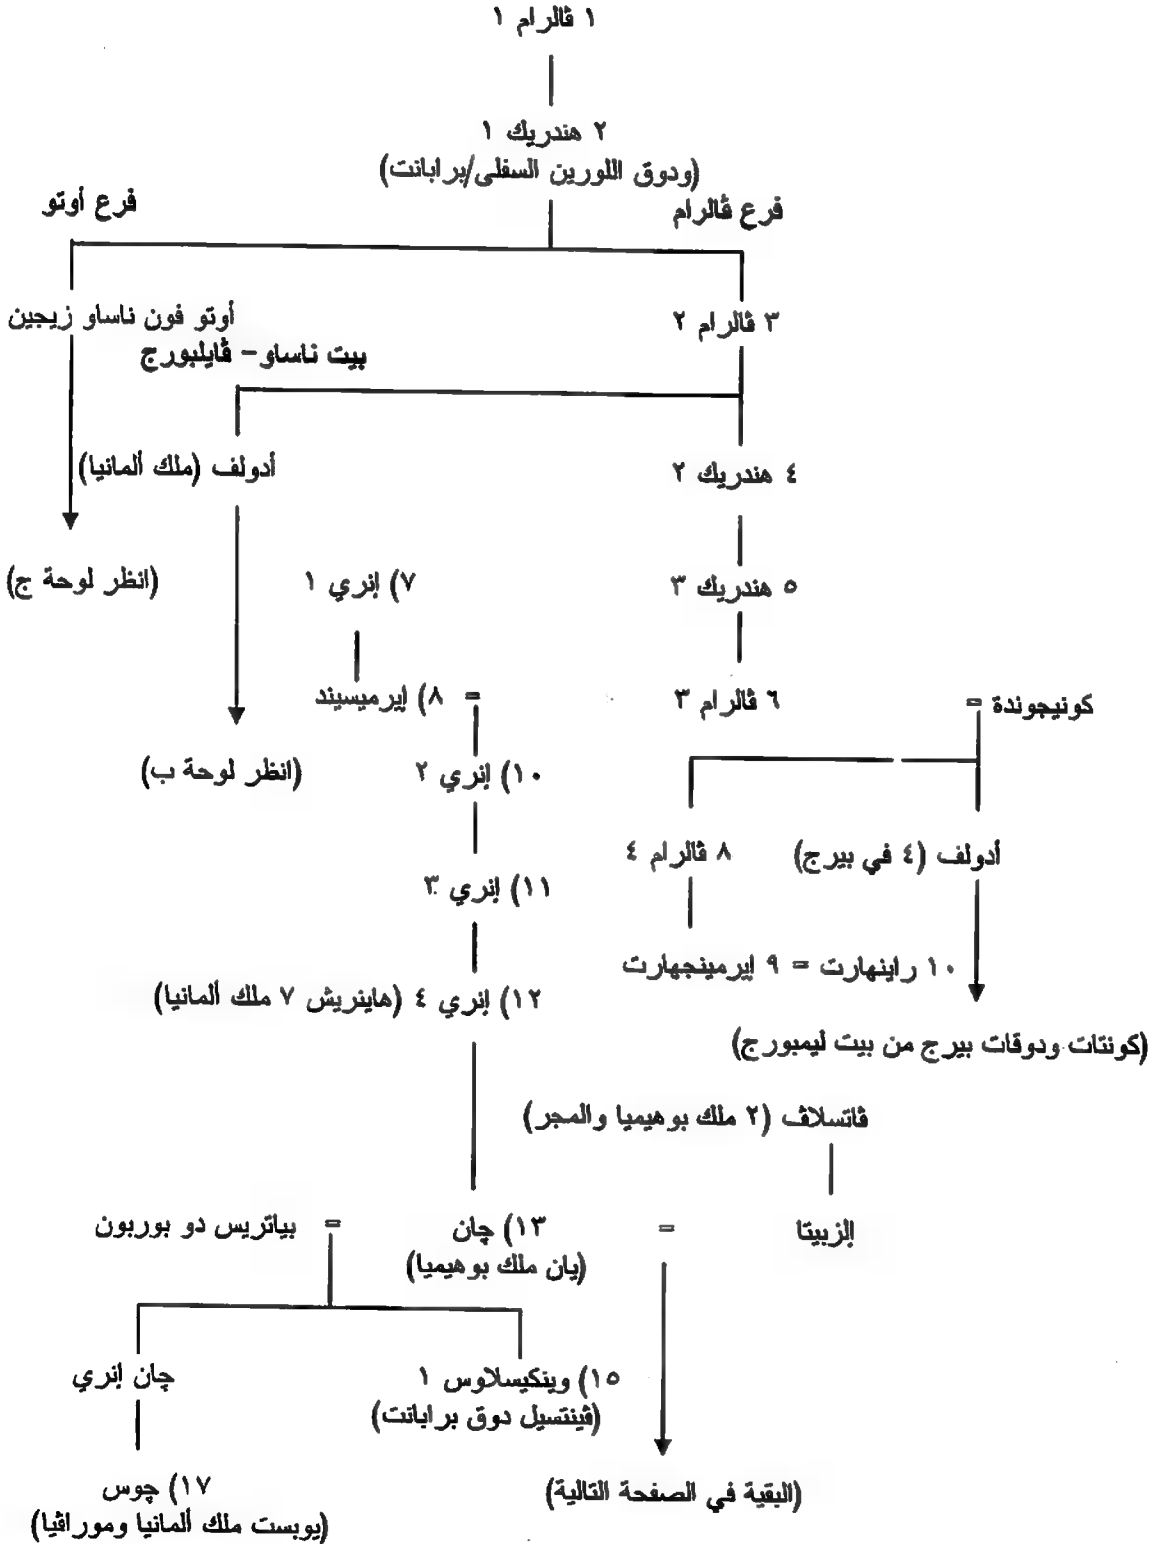 ١ ڤالرام ١
٢ هندريك ١
(ودوق اللورين السفلى/برابانت)
فرع ڤالرام
فرع أوتو
٣ ڤالرام ٢
أوتو فون ناساو زيجين
بيت ناساو- ڤايلبورج
٤ هندريك ٢
أدولف (ملك ألمانيا)
٥ هندريك ٣
٧) إنري ١
(انظر لوحة ج)
كونيجوندة =
٦ ڤالرام ٣
= ٨) إيرميسيند
١٠) إنري ٢
(انظر لوحة ب)
أدولف (٤ في بيرج)
٨ ڤالرام ٤
١١) إنري ٣
١٠ راينهارت = ٩ إيرمينجهارت
١٢) إنري ٤ (هاينريش ٧ ملك ألمانيا)
(كونتات ودوقات بيرج من بيت ليمبورج)
ڤاتسلاڤ (٢ ملك بوهيميا والمجر)
إلزبيتا = ١٣) چان = بياتريس دو بوربون
(يان ملك بوهيميا)
١٥) وينكيسلاوس ١
چان إنري
(ڤينتسيل دوق برابانت)
(البقية في الصفحة التالية)
١٧) چوس
(يوبست ملك ألمانيا وموراڤيا)